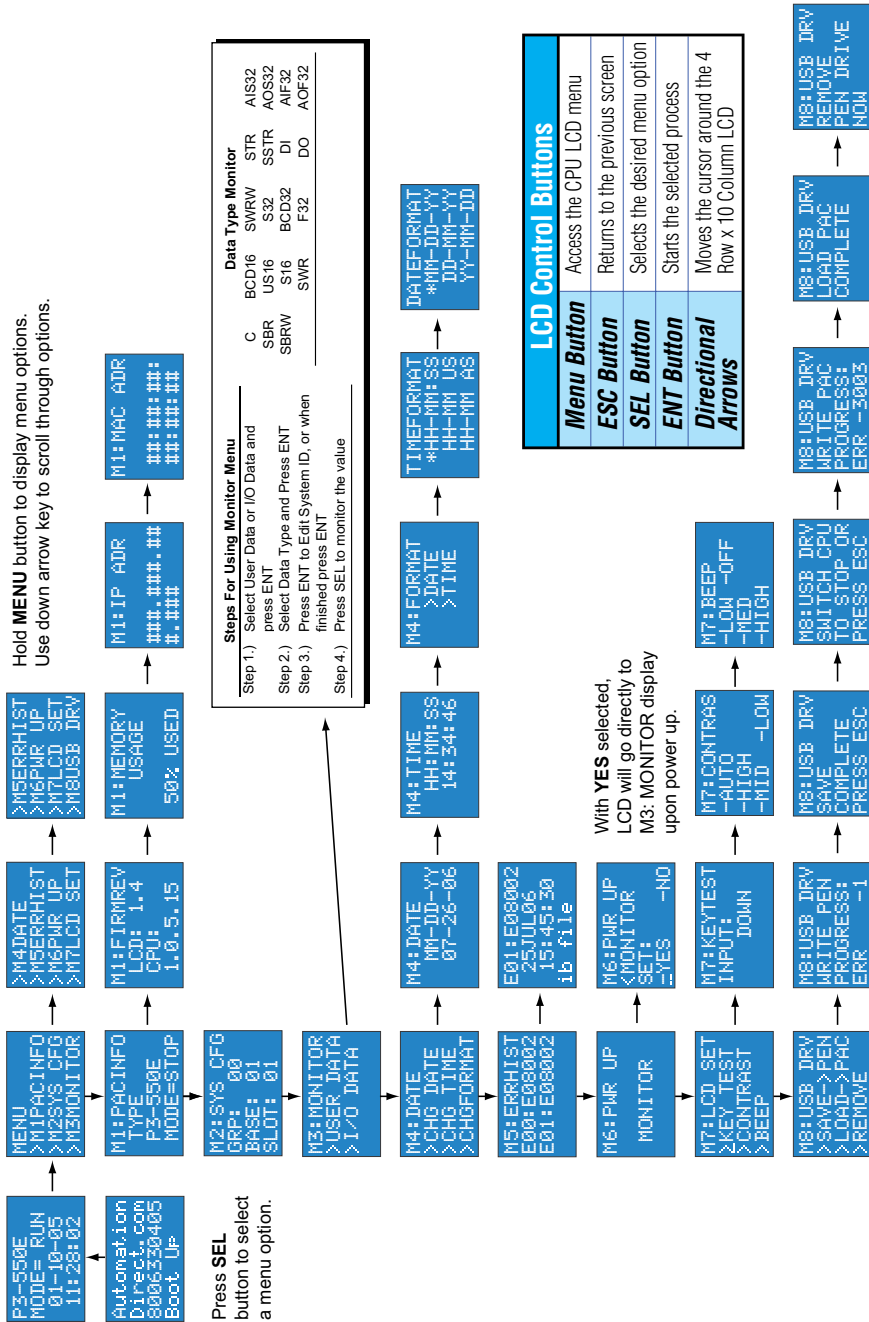 P3-550E
MODE= RUN
01-10-05
11:28:02
Automation
Direct.com
8006330405
Boot Up
Hold MENU button to display menu options.
Use down arrow key to scroll through options.
MENU
>M1PACINFO
>M2SYS CFG
>M3MONITOR
>M4DATE
>M5ERRHIST
>M6PWR UP
>M7LCD SET
>M5ERRHIST
>M6PWR UP
>M7LCD SET
>M8USB DRV
Press SEL
button to select
a menu option.
M1:PACINFO
TYPE
P3-550E
MODE=STOP
M1:FIRMREV
LCD: 1.4
CPU:
1.0.5.15
M1:MEMORY
USAGE
50% USED
M1:IP ADR
###.###.##
#.###
M1:MAC ADR
##:##:##:
##:##:##
M2:SYS CFG
GRP: 00
BASE: 01
SLOT: 01
M3:MONITOR
>USER DATA
>I/O DATA
Steps For Using Monitor Menu
Step 1.) Select User Data or I/O Data and
press ENT
Step 2.) Select Data Type and Press ENT
Step 3.) Press ENT to Edit System ID, or when
finished press ENT
Step 4.) Press SEL to monitor the value
Data Type Monitor
C BCD16 SWRW STR AIS32
SBR US16 S32 SSTR AOS32
SBRW S16 BCD32 DI AIF32
SWR F32 DO AOF32
M4:DATE
>CHG DATE
>CHG TIME
>CHGFORMAT
M4:DATE
MM-DD-YY
07-26-06
M4:TIME
HH:MM:SS
14:34:46
M4:FORMAT
>DATE
>TIME
TIMEFORMAT
*HH-MM:SS
HH-MM US
HH-MM AS
DATEFORMAT
*MM-DD-YY
DD-MM-YY
YY-MM-DD
M5:ERRHIST
E00:E08002
E01:E08002
E01:E08002
25JUL06
15:45:30
ib file
M6:PWR UP
MONITOR
M6:PWR UP
<MONITOR
SET:
-YES -NO
With YES selected,
LCD will go directly to
M3: MONITOR display
upon power up.
M7:LCD SET
>KEY TEST
>CONTRAST
>BEEP
M7:KEYTEST
INPUT:
DOWN
M7:CONTRAS
-AUTO
-HIGH
-MID -LOW
M7:BEEP
-LOW -OFF
-MED
-HIGH
M8:USB DRV
>SAVE->PEN
>LOAD->PAC
>REMOVE
M8:USB DRV
WRITE PEN
PROGRESS:
ERR -1
M8:USB DRV
SAVE
COMPLETE
PRESS ESC
M8:USB DRV
SWITCH CPU
TO STOP OR
PRESS ESC
M8:USB DRV
WRITE PAC
PROGRESS:
ERR -3003
M8:USB DRV
LOAD PAC
COMPLETE
M8:USB DRV
REMOVE
PEN DRIVE
NOW
LCD Control Buttons
Menu Button Access the CPU LCD menu
ESC Button Returns to the previous screen
SEL Button Selects the desired menu option
ENT Button Starts the selected process
Directional Arrows Moves the cursor around the 4
Row x 10 Column LCD